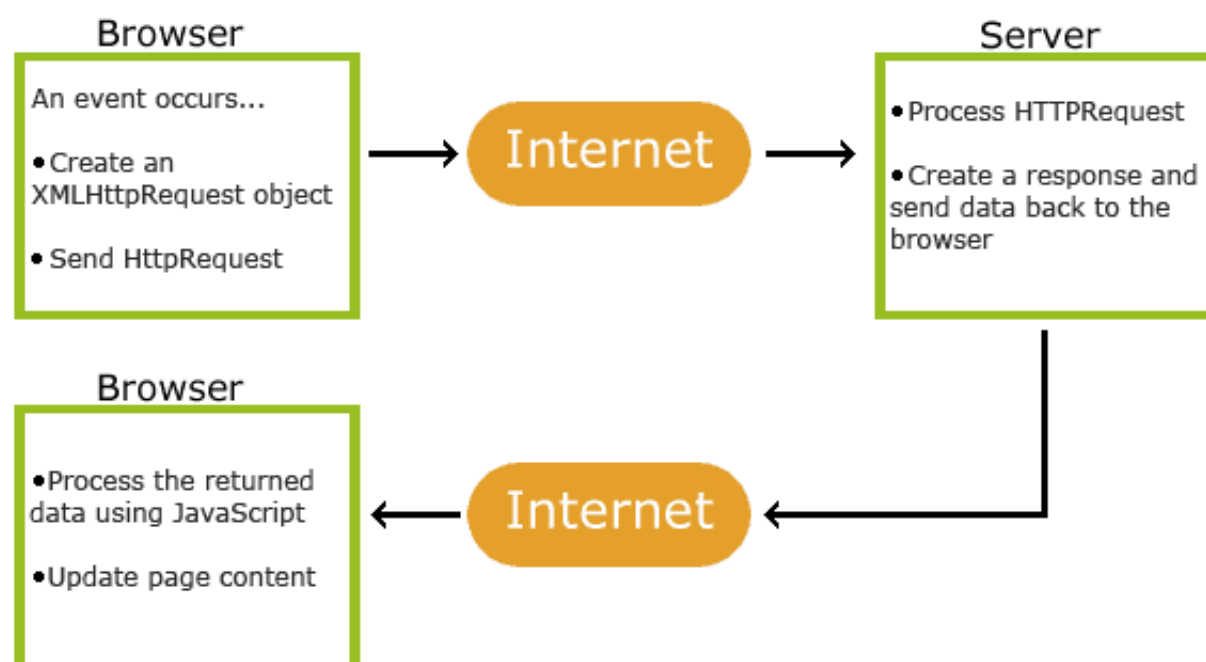 Browser
An event occurs...
•Create an
XMLHttpRequest object
• Send HttpRequest
Internet
Server
•Process HTTPRequest
•Create a response and
send data back to the
browser
Browser
•Process the returned
data using JavaScript
•Update page content
Internet